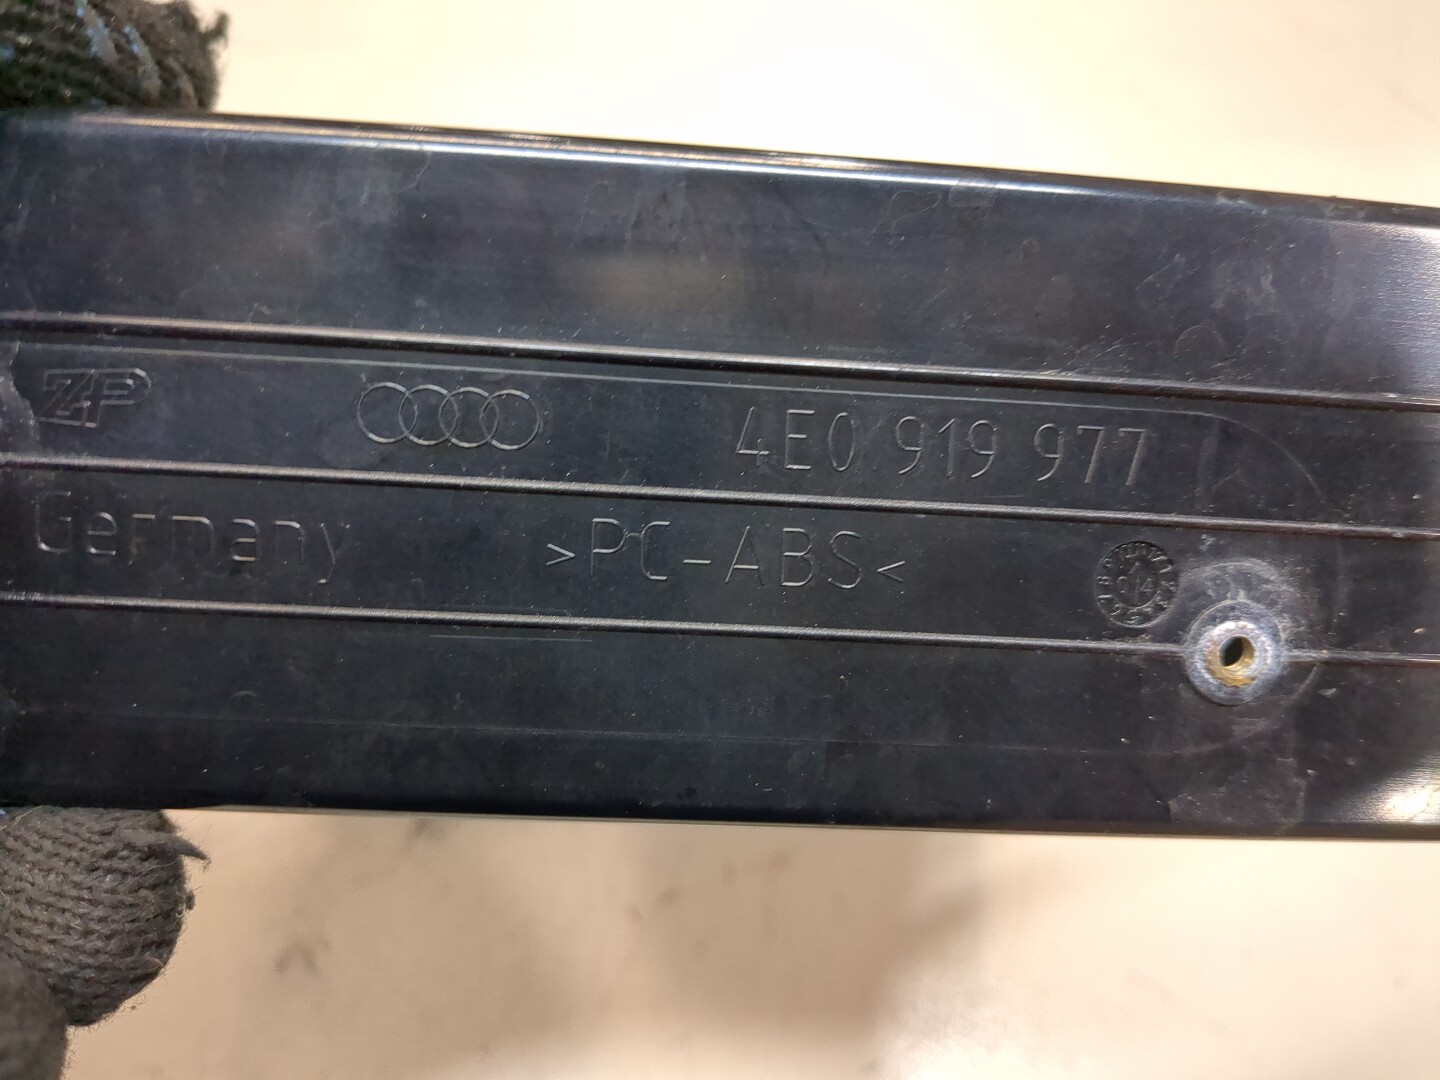 ZP 4E0 919 977
Germany >PC-ABS<